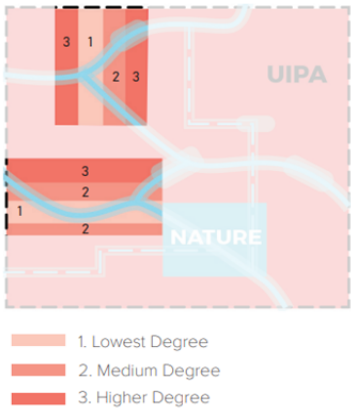 3 1
2 3
UIPA
3
2
1
2
NATURE
1. Lowest Degree
2. Medium Degree
3. Higher Degree